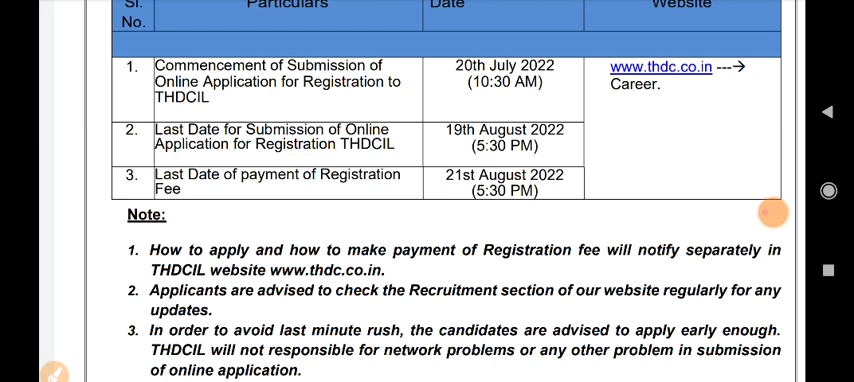 Sl. Particulars Date Website
No.
1. Commencement of Submission of 20th July 2022 www.thdc.co.in --->
Online Application for Registration to (10:30 AM) Career.
THDCIL
2. Last Date for Submission of Online 19th August 2022
Application for Registration THDCIL (5:30 PM)
3. Last Date of payment of Registration 21st August 2022
Fee (5:30 PM)
Note:
1. How to apply and how to make payment of Registration fee will notify separately in
THDCIL website www.thdc.co.in.
2. Applicants are advised to check the Recruitment section of our website regularly for any
updates.
3. In order to avoid last minute rush, the candidates are advised to apply early enough.
THDCIL will not responsible for network problems or any other problem in submission
of online application.